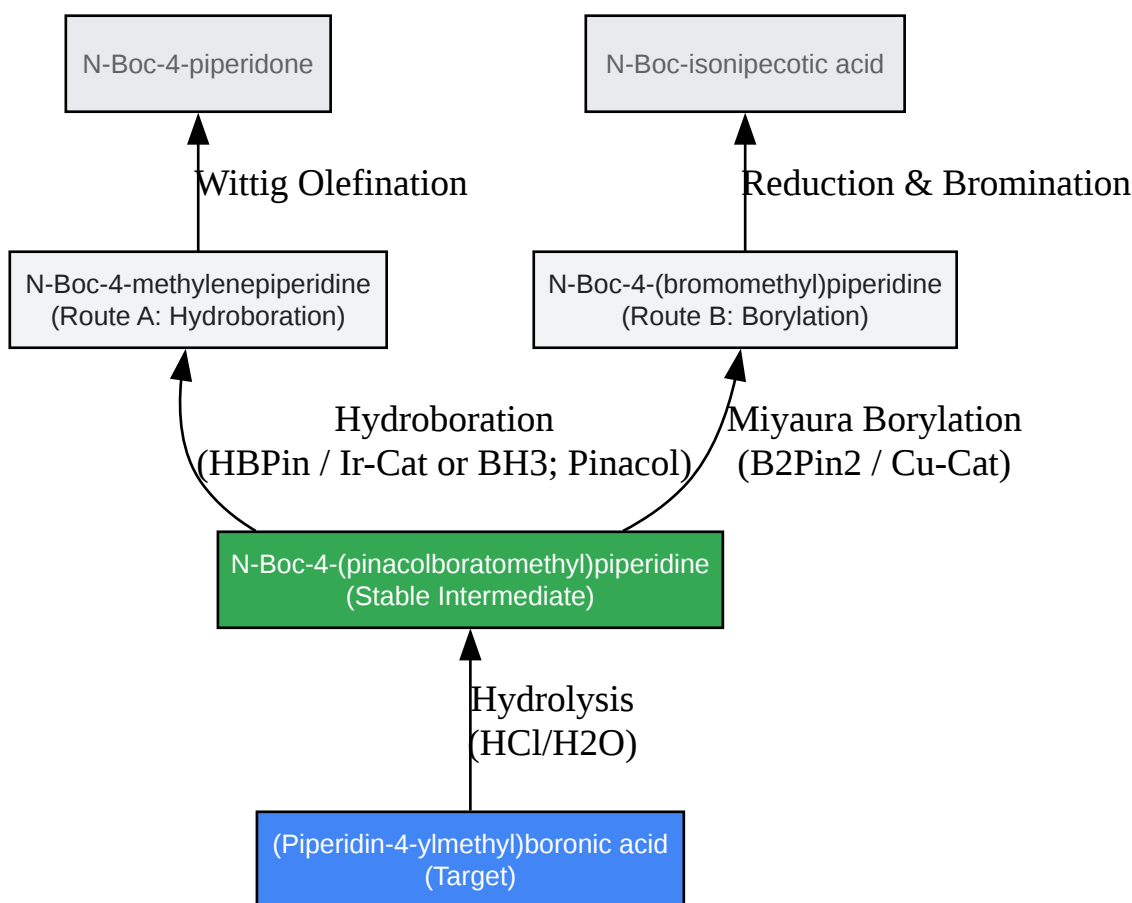 N-Boc-4-piperidone
N-Boc-isonipecotic acid
Wittig Olefination
Reduction & Bromination
N-Boc-4-methylenepiperidine
(Route A: Hydroboration)
N-Boc-4-(bromomethyl)piperidine
(Route B: Borylation)
Hydroboration
(HBPin / Ir-Cat or BH3; Pinacol)
Miyaura Borylation
(B2Pin2 / Cu-Cat)
N-Boc-4-(pinacolboratomethyl)piperidine
(Stable Intermediate)
Hydrolysis
(HCl/H2O)
(Piperidin-4-ylmethyl)boronic acid
(Target)